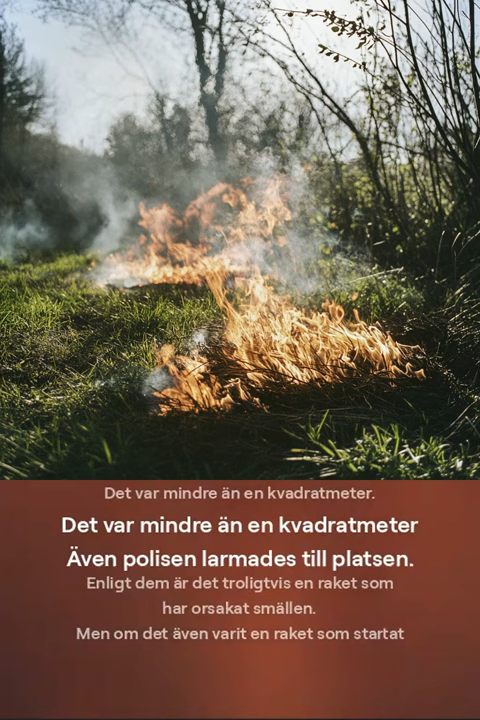 Det var mindre än en kvadratmeter.
Det var mindre än en kvadratmeter
Även polisen larmades till platsen.
Enligt dem är det troligtvis en raket som
har orsakat smällen.
Men om det även varit en raket som startat